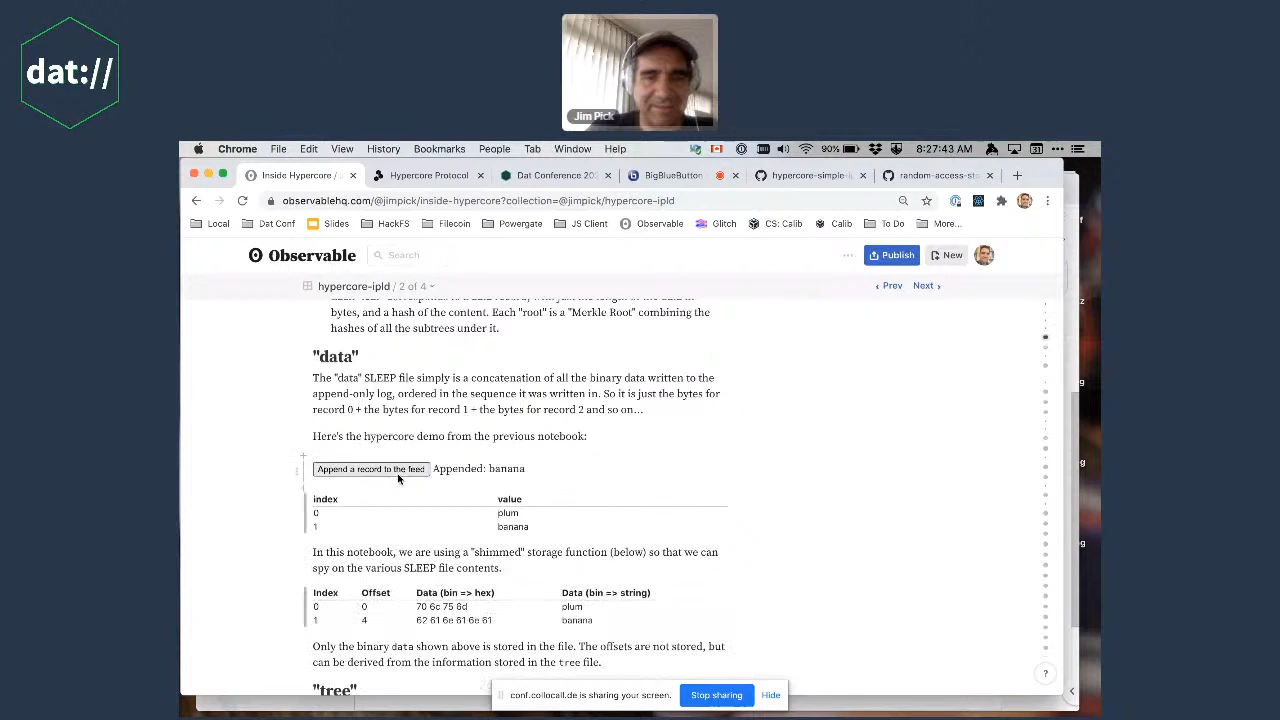 dat://
Jim Pick
Chrome File Edit View History Bookmarks People Tab Window Help 90% 8:27:43 AM
Inside Hypercore / Hypercore Protocol Dat Conference 202 BigBlueButton hypercore-simple-i random-access-st
observablehq.com/@jimpick/inside-hypercore?collection=@jimpick/hypercore-ipld
Local Dat Conf Slides HackFS Filecoin Powergate JS Client Observable Glitch CS: Calib Calib To Do More...
Observable Search Publish New
hypercore-ipld / 2 of 4 ‹ Prev Next ›
bytes, and a hash of the content. Each "root" is a "Merkle Root" combining the
hashes of all the subtrees under it.
"data"
The "data" SLEEP file simply is a concatenation of all the binary data written to the
append-only log, ordered in the sequence it was written in. So it is just the bytes for
record 0 + the bytes for record 1 + the bytes for record 2 and so on...
Here's the hypercore demo from the previous notebook:
Append a record to the feed Appended: banana
index value
0 plum
1 banana
In this notebook, we are using a "shimmed" storage function (below) so that we can
spy on the various SLEEP file contents.
Index Offset Data (bin => hex) Data (bin => string)
0 0 70 6c 75 6d plum
1 4 62 61 6e 61 6e 61 banana
Only the binary data shown above is stored in the file. The offsets are not stored, but
can be derived from the information stored in the tree file.
"tree"
conf.collocall.de is sharing your screen. Stop sharing Hide